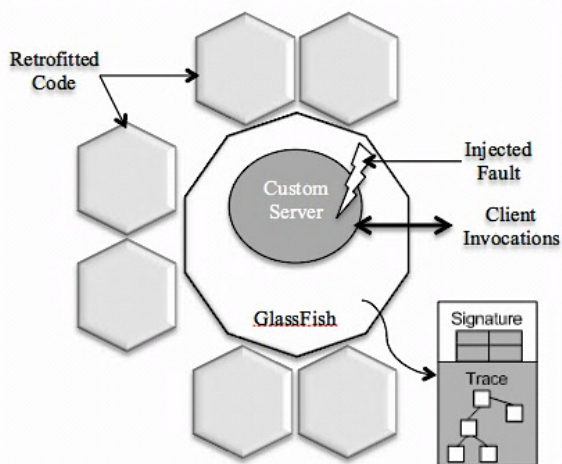 Retrofitted
Code
Injected
Fault
Custom
Server
Client
Invocations
GlassFish
Signature
Trace